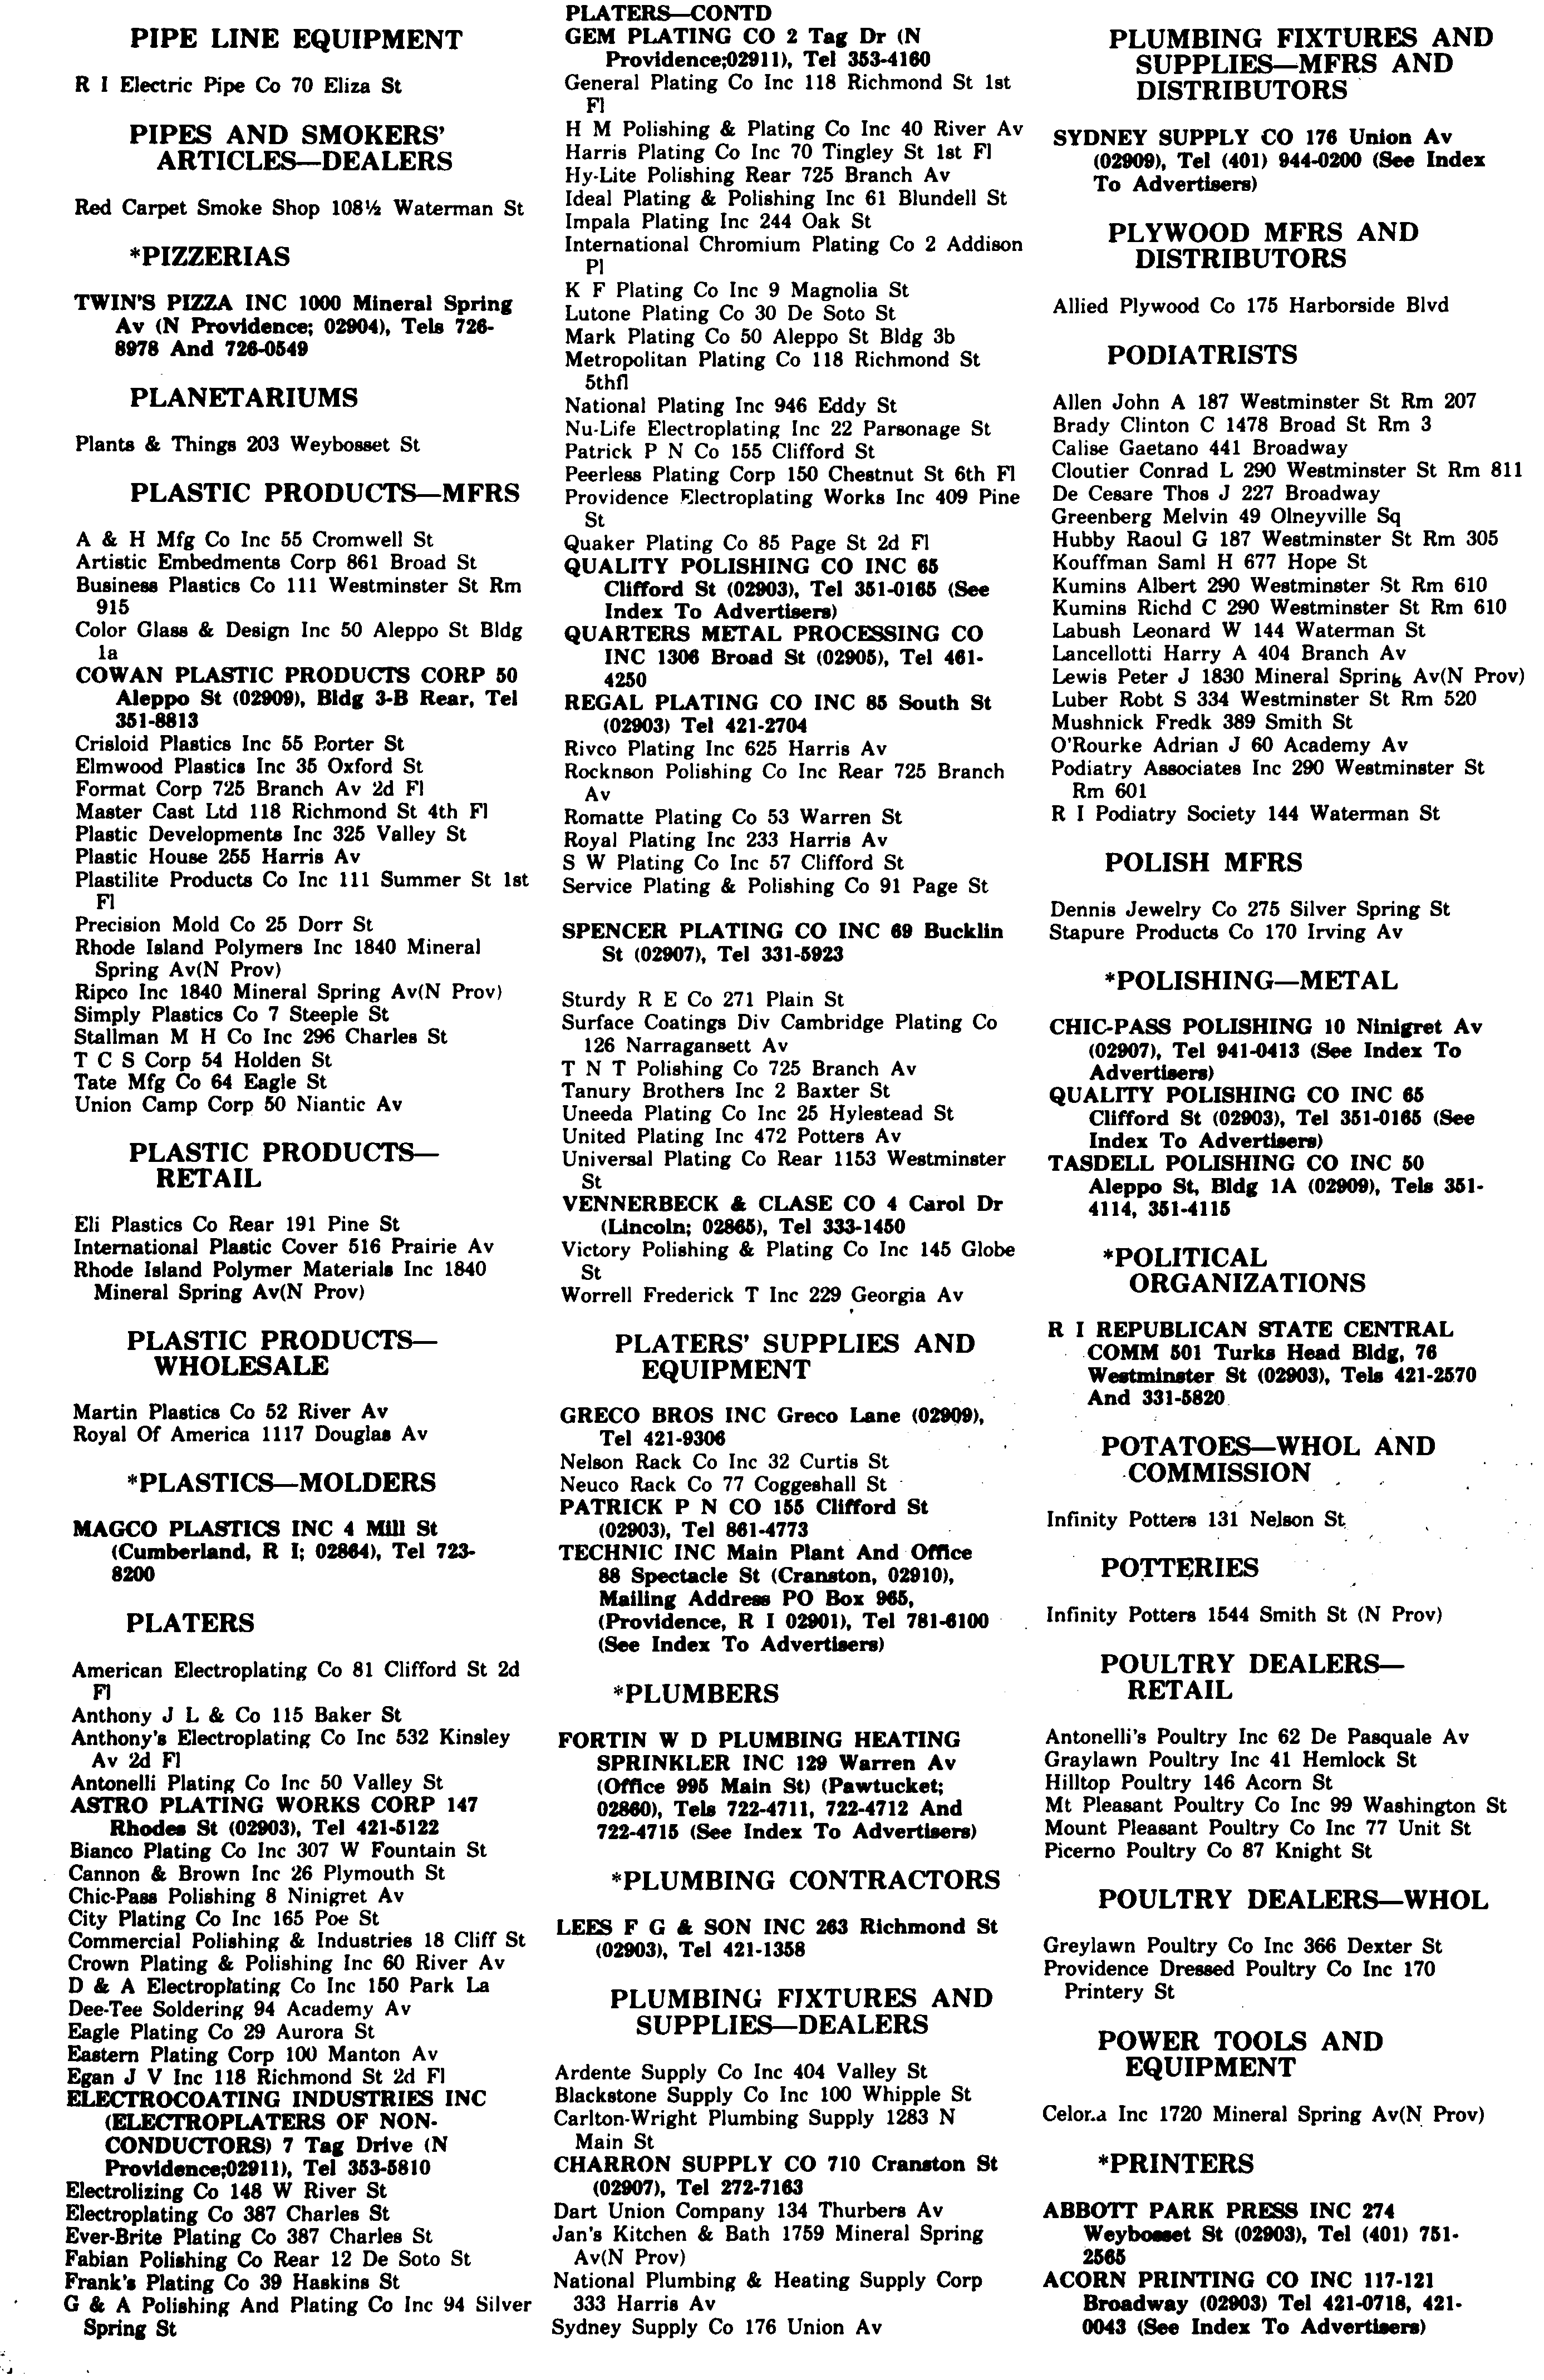 PIPE LINE EQUIPMENT
R I Electric Pipe Co 70 Eliza St
PIPES AND SMOKERS'
ARTICLES—DEALERS
Red Carpet Smoke Shop 108½ Waterman St
*PIZZERIAS
TWIN'S PIZZA INC 1000 Mineral Spring
Av (N Providence; 02904), Tels 726-
8978 And 726-0549
PLANETARIUMS
Plants & Things 203 Weybosset St
PLASTIC PRODUCTS—MFRS
A & H Mfg Co Inc 55 Cromwell St
Artistic Embedments Corp 861 Broad St
Business Plastics Co 111 Westminster St Rm
915
Color Glass & Design Inc 50 Aleppo St Bldg
1a
COWAN PLASTIC PRODUCTS CORP 50
Aleppo St (02909), Bldg 3-B Rear, Tel
351-8813
Crisloid Plastics Inc 55 Porter St
Elmwood Plastics Inc 35 Oxford St
Format Corp 725 Branch Av 2d Fl
Master Cast Ltd 118 Richmond St 4th Fl
Plastic Developments Inc 325 Valley St
Plastic House 255 Harris Av
Plastilite Products Co Inc 111 Summer St 1st
Fl
Precision Mold Co 25 Dorr St
Rhode Island Polymers Inc 1840 Mineral
Spring Av(N Prov)
Ripco Inc 1840 Mineral Spring Av(N Prov)
Simply Plastics Co 7 Steeple St
Stallman M H Co Inc 296 Charles St
T C S Corp 54 Holden St
Tate Mfg Co 64 Eagle St
Union Camp Corp 50 Niantic Av
PLASTIC PRODUCTS—
RETAIL
Eli Plastics Co Rear 191 Pine St
International Plastic Cover 516 Prairie Av
Rhode Island Polymer Materials Inc 1840
Mineral Spring Av(N Prov)
PLASTIC PRODUCTS—
WHOLESALE
Martin Plastics Co 52 River Av
Royal Of America 1117 Douglas Av
*PLASTICS—MOLDERS
MAGCO PLASTICS INC 4 Mill St
(Cumberland, R I; 02864), Tel 723-
8200
PLATERS
American Electroplating Co 81 Clifford St 2d
Fl
Anthony J L & Co 115 Baker St
Anthony's Electroplating Co Inc 532 Kinsley
Av 2d Fl
Antonelli Plating Co Inc 50 Valley St
ASTRO PLATING WORKS CORP 147
Rhodes St (02903), Tel 421-5122
Bianco Plating Co Inc 307 W Fountain St
Cannon & Brown Inc 26 Plymouth St
Chic-Pass Polishing 8 Ninigret Av
City Plating Co Inc 165 Poe St
Commercial Polishing & Industries 18 Cliff St
Crown Plating & Polishing Inc 60 River Av
D & A Electroplating Co Inc 150 Park La
Dee-Tee Soldering 94 Academy Av
Eagle Plating Co 29 Aurora St
Eastern Plating Corp 100 Manton Av
Egan J V Inc 118 Richmond St 2d Fl
ELECTROCOATING INDUSTRIES INC
(ELECTROPLATERS OF NON-
CONDUCTORS) 7 Tag Drive (N
Providence;02911), Tel 353-5810
Electrolizing Co 148 W River St
Electroplating Co 387 Charles St
Ever-Brite Plating Co 387 Charles St
Fabian Polishing Co Rear 12 De Soto St
Frank's Plating Co 39 Haskins St
G & A Polishing And Plating Co Inc 94 Silver
Spring St
PLATERS—CONTD
GEM PLATING CO 2 Tag Dr (N
Providence;02911), Tel 353-4160
General Plating Co Inc 118 Richmond St 1st
Fl
H M Polishing & Plating Co Inc 40 River Av
Harris Plating Co Inc 70 Tingley St 1st Fl
Hy-Lite Polishing Rear 725 Branch Av
Ideal Plating & Polishing Inc 61 Blundell St
Impala Plating Inc 244 Oak St
International Chromium Plating Co 2 Addison
Pl
K F Plating Co Inc 9 Magnolia St
Lutone Plating Co 30 De Soto St
Mark Plating Co 50 Aleppo St Bldg 3b
Metropolitan Plating Co 118 Richmond St
5thfl
National Plating Inc 946 Eddy St
Nu-Life Electroplating Inc 22 Parsonage St
Patrick P N Co 155 Clifford St
Peerless Plating Corp 150 Chestnut St 6th Fl
Providence Electroplating Works Inc 409 Pine
St
Quaker Plating Co 85 Page St 2d Fl
QUALITY POLISHING CO INC 65
Clifford St (02903), Tel 351-0165 (See
Index To Advertisers)
QUARTERS METAL PROCESSING CO
INC 1306 Broad St (02905), Tel 461-
4250
REGAL PLATING CO INC 85 South St
(02903) Tel 421-2704
Rivco Plating Inc 625 Harris Av
Rocknson Polishing Co Inc Rear 725 Branch
Av
Romatte Plating Co 53 Warren St
Royal Plating Inc 233 Harris Av
S W Plating Co Inc 57 Clifford St
Service Plating & Polishing Co 91 Page St
SPENCER PLATING CO INC 69 Bucklin
St (02907), Tel 331-5923
Sturdy R E Co 271 Plain St
Surface Coatings Div Cambridge Plating Co
126 Narragansett Av
T N T Polishing Co 725 Branch Av
Tanury Brothers Inc 2 Baxter St
Uneeda Plating Co Inc 25 Hylestead St
United Plating Inc 472 Potters Av
Universal Plating Co Rear 1153 Westminster
St
VENNERBECK & CLASE CO 4 Carol Dr
(Lincoln; 02865), Tel 333-1450
Victory Polishing & Plating Co Inc 145 Globe
St
Worrell Frederick T Inc 229 Georgia Av
PLATERS' SUPPLIES AND
EQUIPMENT
GRECO BROS INC Greco Lane (02909),
Tel 421-9306
Nelson Rack Co Inc 32 Curtis St
Neuco Rack Co 77 Coggeshall St
PATRICK P N CO 155 Clifford St
(02903), Tel 861-4773
TECHNIC INC Main Plant And Office
88 Spectacle St (Cranston, 02910),
Mailing Address PO Box 965,
(Providence, R I 02901), Tel 781-6100
(See Index To Advertisers)
*PLUMBERS
FORTIN W D PLUMBING HEATING
SPRINKLER INC 129 Warren Av
(Office 995 Main St) (Pawtucket;
02860), Tels 722-4711, 722-4712 And
722-4715 (See Index To Advertisers)
*PLUMBING CONTRACTORS
LEES F G & SON INC 263 Richmond St
(02903), Tel 421-1358
PLUMBING FIXTURES AND
SUPPLIES—DEALERS
Ardente Supply Co Inc 404 Valley St
Blackstone Supply Co Inc 100 Whipple St
Carlton-Wright Plumbing Supply 1283 N
Main St
CHARRON SUPPLY CO 710 Cranston St
(02907), Tel 272-7163
Dart Union Company 134 Thurbers Av
Jan's Kitchen & Bath 1759 Mineral Spring
Av(N Prov)
National Plumbing & Heating Supply Corp
333 Harris Av
Sydney Supply Co 176 Union Av
PLUMBING FIXTURES AND
SUPPLIES—MFRS AND
DISTRIBUTORS
SYDNEY SUPPLY CO 176 Union Av
(02909), Tel (401) 944-0200 (See Index
To Advertisers)
PLYWOOD MFRS AND
DISTRIBUTORS
Allied Plywood Co 175 Harborside Blvd
PODIATRISTS
Allen John A 187 Westminster St Rm 207
Brady Clinton C 1478 Broad St Rm 3
Calise Gaetano 441 Broadway
Cloutier Conrad L 290 Westminster St Rm 811
De Cesare Thos J 227 Broadway
Greenberg Melvin 49 Olneyville Sq
Hubby Raoul G 187 Westminster St Rm 305
Kouffman Saml H 677 Hope St
Kumins Albert 290 Westminster St Rm 610
Kumins Richd C 290 Westminster St Rm 610
Labush Leonard W 144 Waterman St
Lancellotti Harry A 404 Branch Av
Lewis Peter J 1830 Mineral Spring Av(N Prov)
Luber Robt S 334 Westminster St Rm 520
Mushnick Fredk 389 Smith St
O'Rourke Adrian J 60 Academy Av
Podiatry Associates Inc 290 Westminster St
Rm 601
R I Podiatry Society 144 Waterman St
POLISH MFRS
Dennis Jewelry Co 275 Silver Spring St
Stapure Products Co 170 Irving Av
*POLISHING—METAL
CHIC-PASS POLISHING 10 Ninigret Av
(02907), Tel 941-0413 (See Index To
Advertisers)
QUALITY POLISHING CO INC 65
Clifford St (02903), Tel 351-0165 (See
Index To Advertisers)
TASDELL POLISHING CO INC 50
Aleppo St, Bldg 1A (02909), Tels 351-
4114, 351-4115
*POLITICAL
ORGANIZATIONS
R I REPUBLICAN STATE CENTRAL
COMM 501 Turks Head Bldg, 76
Westminster St (02903), Tels 421-2570
And 331-5820
POTATOES—WHOL AND
COMMISSION
Infinity Potters 131 Nelson St
POTTERIES
Infinity Potters 1544 Smith St (N Prov)
POULTRY DEALERS—
RETAIL
Antonelli's Poultry Inc 62 De Pasquale Av
Graylawn Poultry Inc 41 Hemlock St
Hilltop Poultry 146 Acorn St
Mt Pleasant Poultry Co Inc 99 Washington St
Mount Pleasant Poultry Co Inc 77 Unit St
Picerno Poultry Co 87 Knight St
POULTRY DEALERS—WHOL
Greylawn Poultry Co Inc 366 Dexter St
Providence Dressed Poultry Co Inc 170
Printery St
POWER TOOLS AND
EQUIPMENT
Inc 1720 Mineral Spring Av(N Prov)
*PRINTERS
ABBOTT PARK PRESS INC 274
Weybosset St (02903), Tel (401) 751-
2565
ACORN PRINTING CO INC 117-121
Broadway (02903) Tel 421-0718, 421-
0043 (See Index To Advertisers)